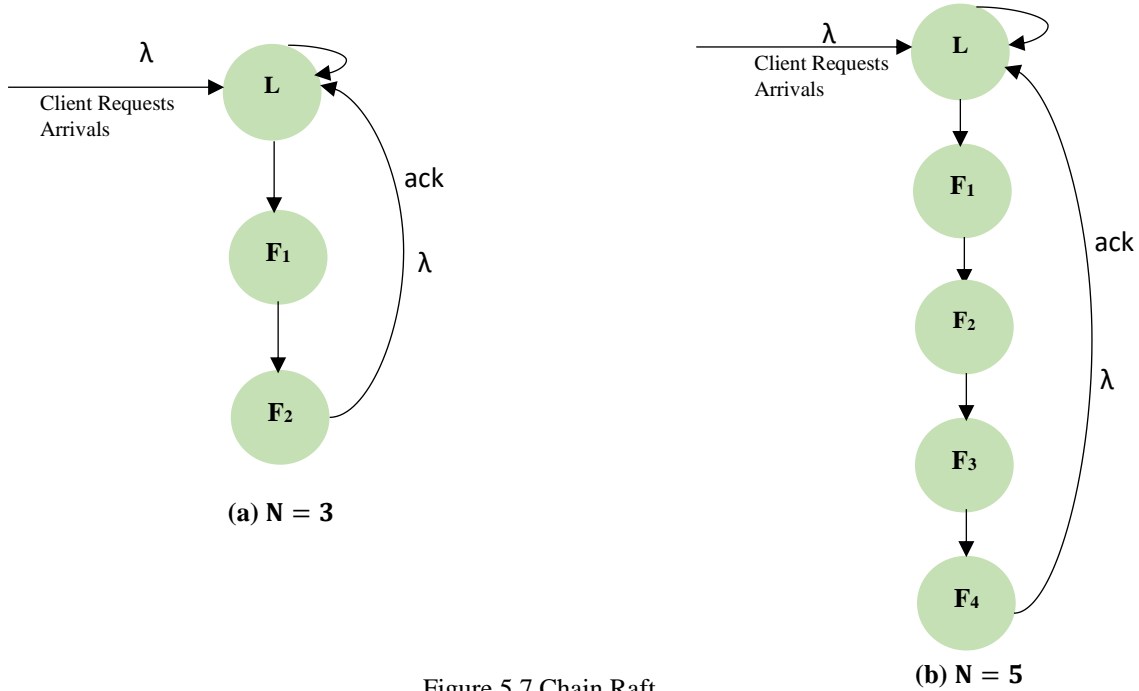 λ
Client Requests
Arrivals
L
F1
F2
ack
λ
(a) N = 3
λ
Client Requests
Arrivals
L
F1
F2
F3
F4
ack
λ
(b) N = 5
Figure 5.7 Chain Raft